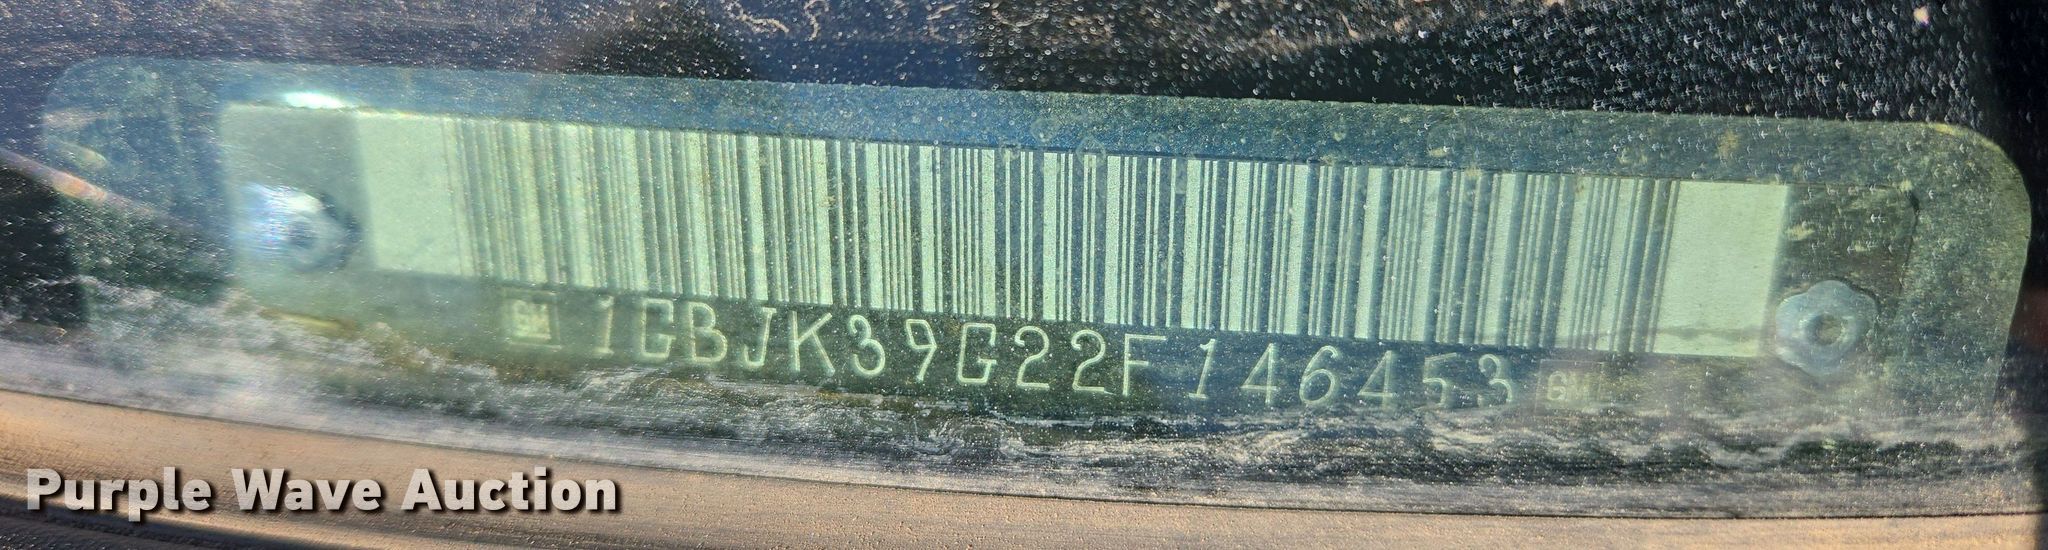 GM 1GBJK39G22F146453 GM
Purple Wave Auction